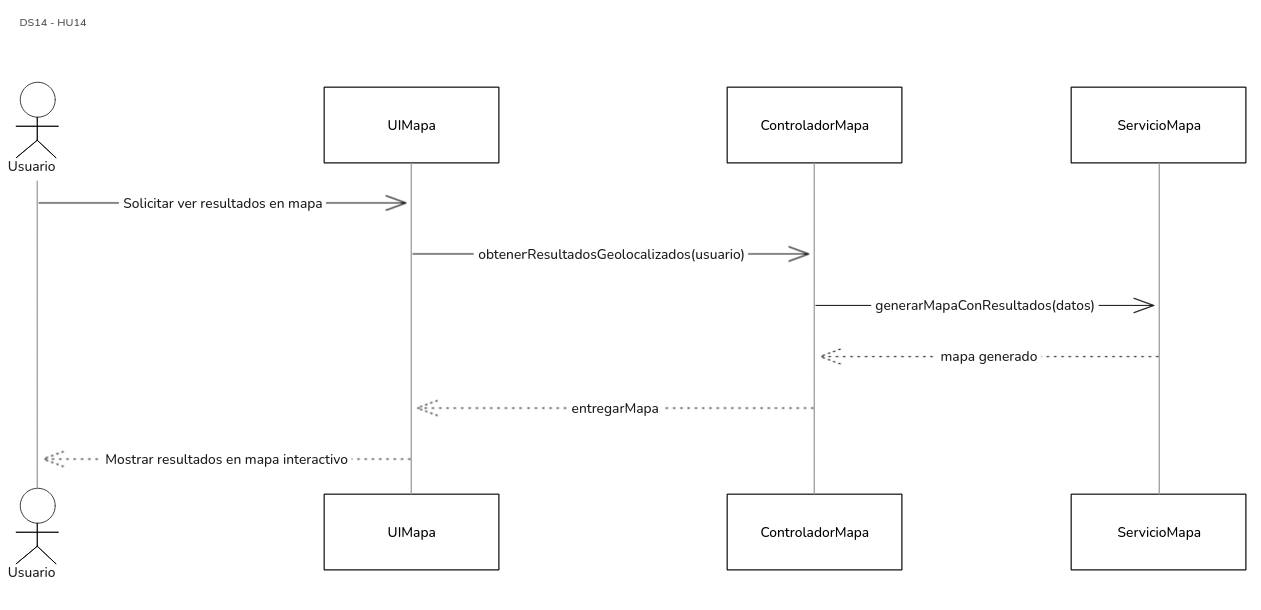 DS14 - HU14
Usuario
UIMapa
ControladorMapa
ServicioMapa
Solicitar ver resultados en mapa
obtenerResultadosGeolocalizados(usuario)
generarMapaConResultados(datos)
mapa generado
entregarMapa
Mostrar resultados en mapa interactivo
Usuario
UIMapa
ControladorMapa
ServicioMapa